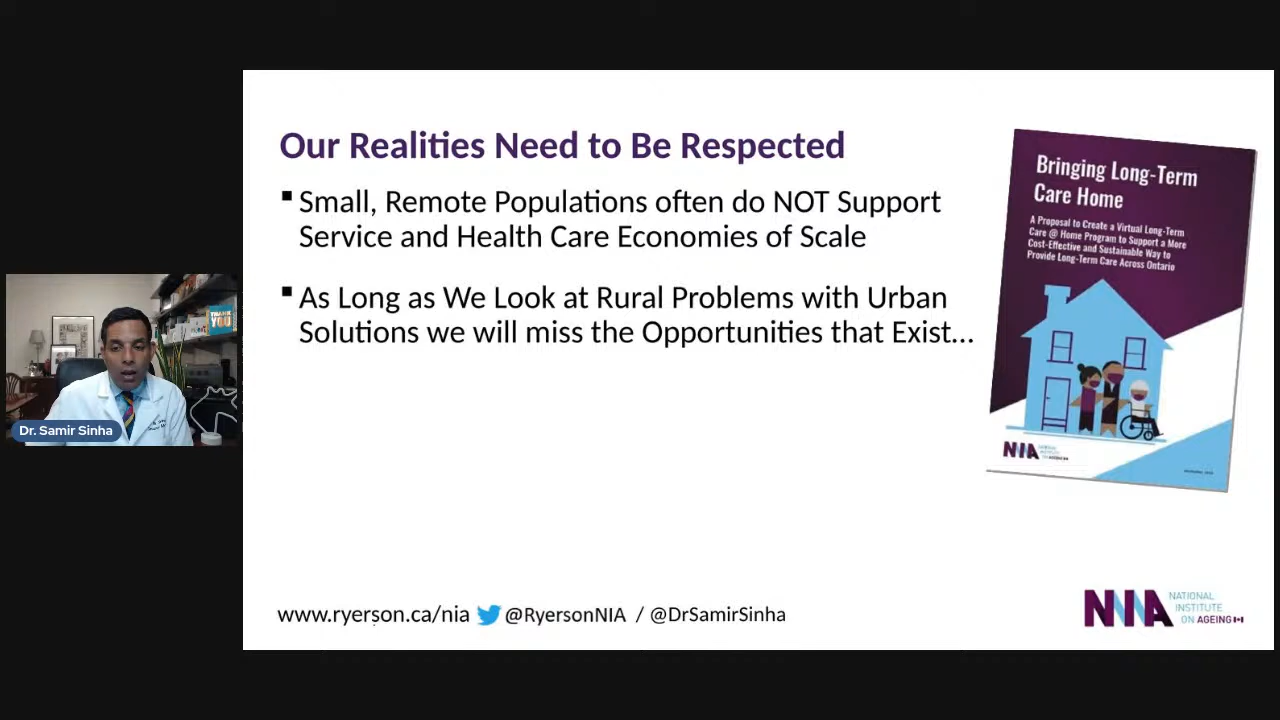 Our Realities Need to Be Respected
▪ Small, Remote Populations often do NOT Support
Service and Health Care Economies of Scale
▪ As Long as We Look at Rural Problems with Urban
Solutions we will miss the Opportunities that Exist...
Bringing Long-Term
Care Home
A Proposal to Create a Virtual Long-Term
Care @ Home Program to Support a More
Cost-Effective and Sustainable Way to
Provide Long-Term Care Across Ontario
NIA
THANK
YOU
Dr. Samir Sinha
www.ryerson.ca/nia @RyersonNIA / @DrSamirSinha
NIA
NATIONAL
INSTITUTE
ON AGEING